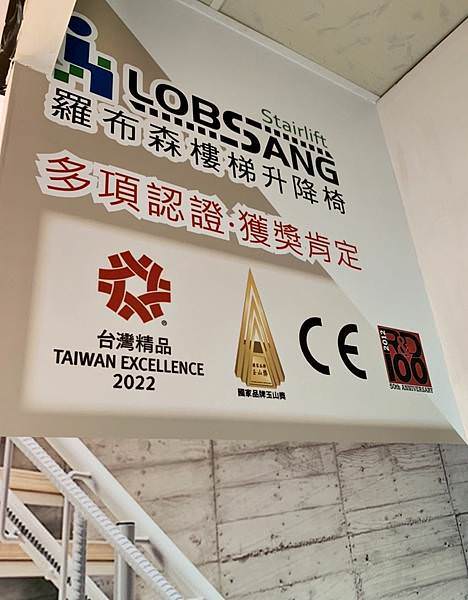 Stairlift
LOBSANG
羅布森樓梯升降椅
多項認證·獲獎肯定
台灣精品
TAIWAN EXCELLENCE
2022
國家品牌玉山獎
CE
2012
R&D
100
50th ANNIVERSARY